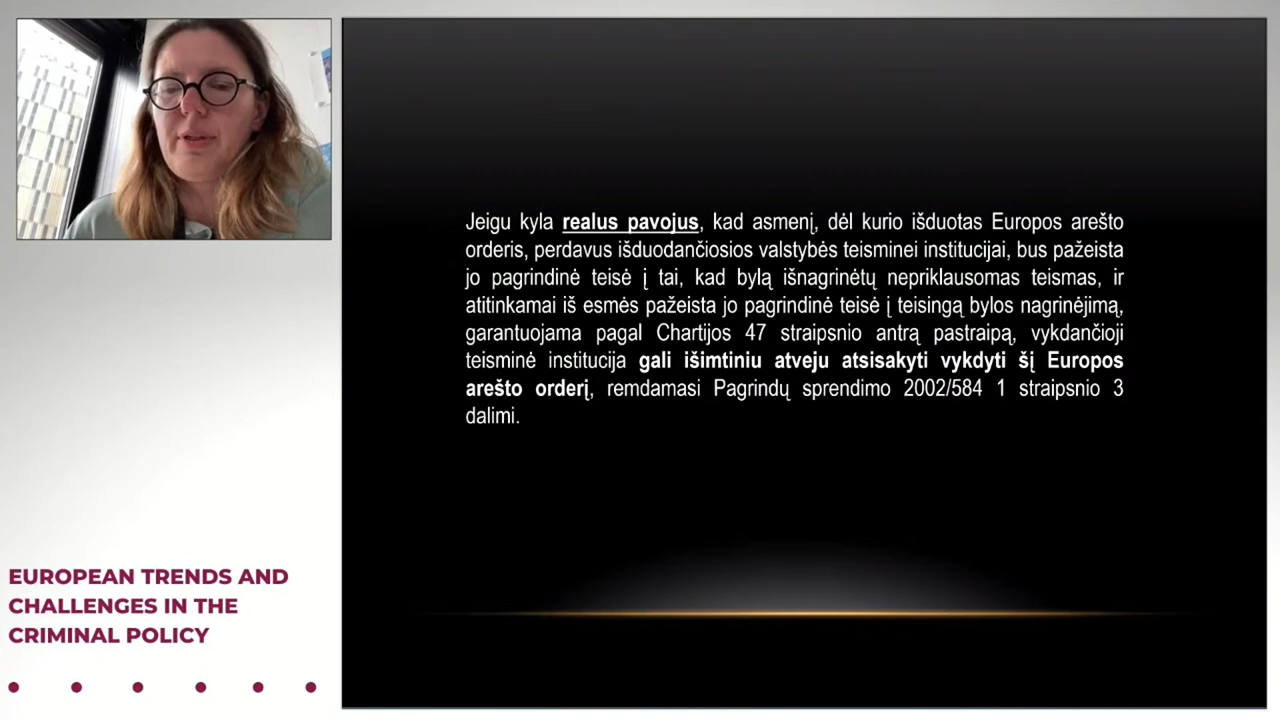 Jeigu kyla realus pavojus, kad asmenį, dėl kurio išduotas Europos arešto
orderis, perdavus išduodančiosios valstybės teisminei institucijai, bus pažeista
jo pagrindinė teisė į tai, kad bylą išnagrinėtų nepriklausomas teismas, ir
atitinkamai iš esmės pažeista jo pagrindinė teisė į teisingą bylos nagrinėjimą,
garantuojama pagal Chartijos 47 straipsnio antrą pastraipą, vykdančioji
teisminė institucija gali išimtiniu atveju atsisakyti vykdyti šį Europos
arešto orderį, remdamasi Pagrindų sprendimo 2002/584 1 straipsnio 3
dalimi.
EUROPEAN TRENDS AND
CHALLENGES IN THE
CRIMINAL POLICY